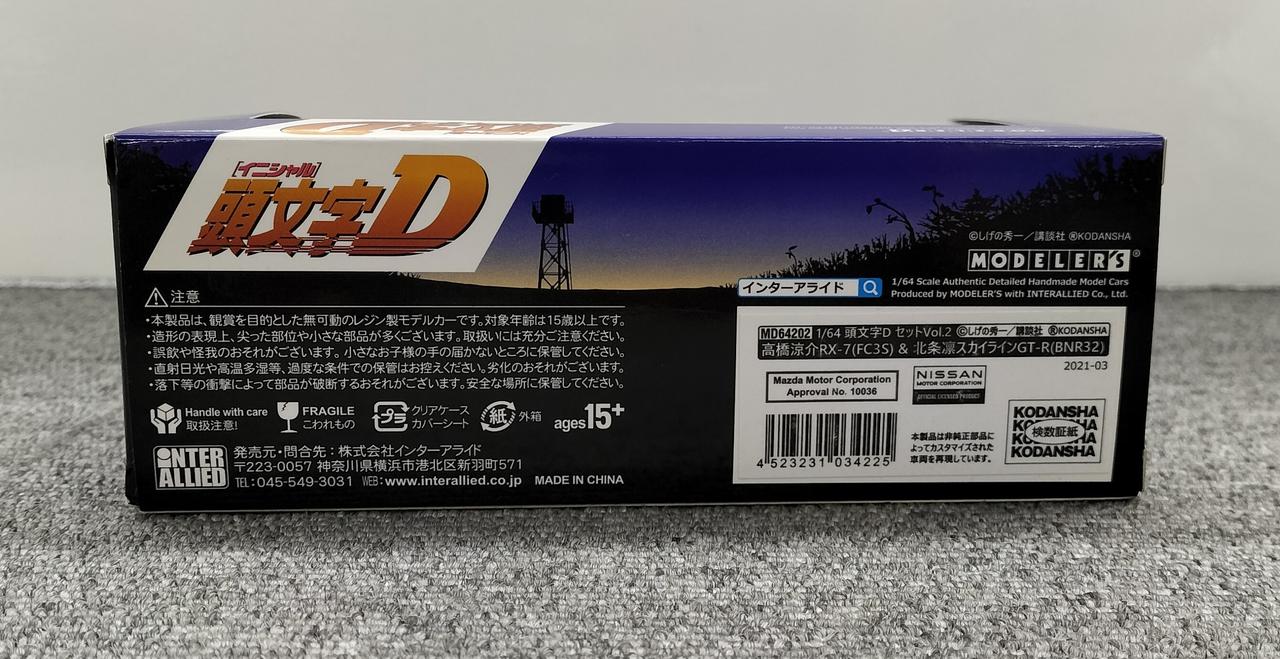 [イニシャル]
頭文字D
©しげの秀一／講談社 ®KODANSHA
MODELER'S®
インターアライド
1/64 Scale Authentic Detailed Handmade Model Cars
Produced by MODELER'S with INTERALLIED Co., Ltd.
注意
・本製品は、観賞を目的とした無可動のレジン製モデルカーです。対象年齢は15歳以上です。
・造形の表現上、尖った部位や小さな部品が多くございます。取扱いには充分ご注意ください。
・誤飲や怪我のおそれがございます。小さなお子様の手の届かないところに保管してください。
・直射日光や高温多湿等、過度な条件での保管はお控えください。劣化のおそれがございます。
・落下等の衝撃によって部品が破断するおそれがございます。安全な場所に保管してください。
Handle with care
取扱注意!
FRAGILE
こわれもの
プラ
クリアケース
カバーシート
紙
外箱
ages15+
INTER
ALLIED
発売元・問合先：株式会社インターアライド
〒223-0057 神奈川県横浜市港北区新羽町571
TEL:045-549-3031 WEB:www.interallied.co.jp MADE IN CHINA
MD64202 1/64 頭文字D セットVol.2 ©しげの秀一／講談社 ®KODANSHA
高橋涼介RX-7(FC3S) & 北条凛スカイラインGT-R(BNR32)
2021-03
Mazda Motor Corporation
Approval No. 10036
NISSAN
MOTOR CORPORATION
OFFICIAL LICENSED PRODUCT
4 523231 034225
本製品は非純正部品に
よってカスタマイズされた
車両を再現しています。
KODANSHA
検数証紙
KODANSHA